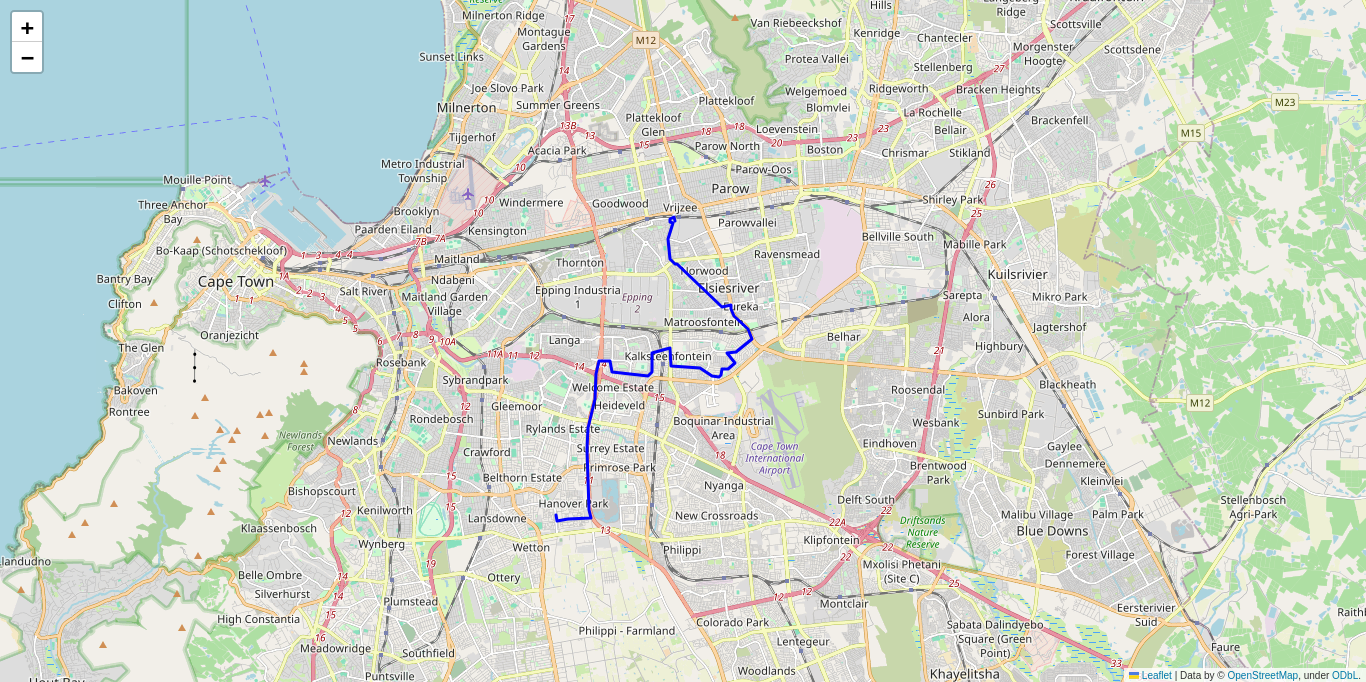 +
−
Milnerton Ridge
Montague
Gardens
Van Riebeeckshof
Hills
Kenridge
Chantecler
Ridge
Scottsville
Scottsdene
Morgenster
Hoogte
Sunset Links
M12
Protea Valley
Stellenberg
Joe Slovo Park
Milnerton
Summer Greens
Plattekloof
Welgemoed
Blomvlei
Ridgeworth
Bracken Heights
M23
Plattekloof
Glen
La Rochelle
Loevenstein
Bellair
Brackenfell
M15
Tijgerhof
Acacia Park
Parow North
Boston
Chrismar
Stikland
Metro Industrial
Township
Parow-Oos
Mouille Point
Parow
Three Anchor
Bay
Brooklyn
Windermere
Goodwood
Vrijzee
Shirley Park
Paarden Eiland
Kensington
Parowvallei
Bellville South
Mabille Park
Bo-Kaap (Schotschekloof)
Maitland
Thornton
Ravensmead
Norwood
Kuilsrivier
Bantry Bay
Cape Town
Ndabeni
Salt River
Maitland Garden
Village
Epping Industria
1
Epping
2
Elsiesriver
Sarepta
Mikro Park
Clifton
Eureka
Matroosfontein
Alora
Jagtershof
Oranjezicht
Langa
Belhar
Highbury
The Glen
Rosebank
Kalksteenfontein
Bakoven
Sybrandpark
Welcome Estate
Roosendal
Blackheath
Rontree
Gleemoor
Heideveld
M12
Rondebosch
Rylands Estate
Boquinar Industrial
Area
Wesbank
Sunbird Park
Newlands
Forest
Newlands
Crawford
Surrey Estate
Cape Town
International
Airport
Eindhoven
Gaylee
Primrose Park
Brentwood
Park
Dennemere
Belthorn Estate
Nyanga
Kleinvlei
Bishopscourt
Hanover Park
Delft South
Stellenbosch
Agri-Park
Kenilworth
Lansdowne
New Crossroads
Malibu Village
Palm Park
Klaassenbosch
Driftsands
Nature
Reserve
Blue Downs
Wynberg
Wetton
Philippi
Klipfontein
Forest Village
Belle Ombre
Ottery
Mxolisi Phetani
(Site C)
Silverhurst
Plumstead
Montclair
Eersterivier
Suid
High Constantia
Philippi - Farmland
Colorado Park
Sabata Dalindyebo
Square (Green
Point)
Meadowridge
Southfield
Lentegeur
Faure
Puntsville
Woodlands
Khayelitsha
Leaflet | Data by © OpenStreetMap, under ODbL.